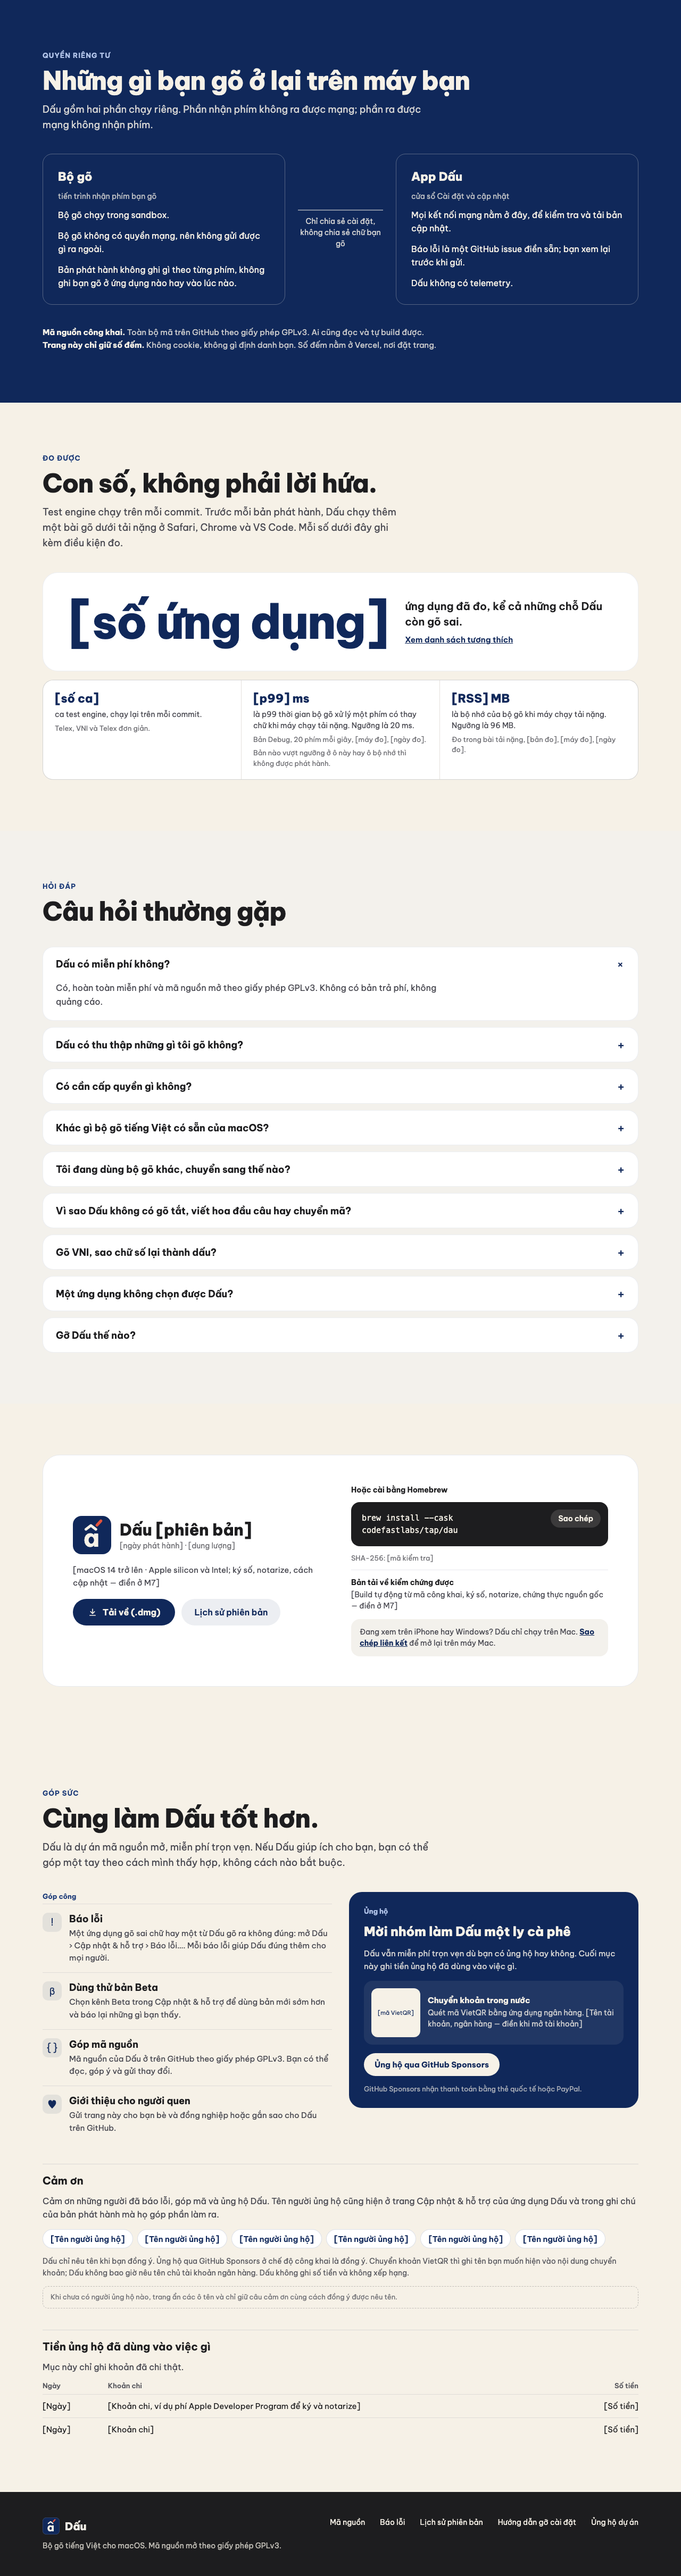 QUYỀN RIÊNG TƯ
Những gì bạn gõ ở lại trên máy bạn
Dấu gồm hai phần chạy riêng. Phần nhận phím không ra được mạng; phần ra được
mạng không nhận phím.
Bộ gõ
tiến trình nhận phím bạn gõ
Bộ gõ chạy trong sandbox.
Bộ gõ không có quyền mạng, nên không gửi được
gì ra ngoài.
Bản phát hành không ghi gì theo từng phím, không
ghi bạn gõ ở ứng dụng nào hay vào lúc nào.
Chỉ chia sẻ cài đặt,
không chia sẻ chữ bạn
gõ
App Dấu
cửa sổ Cài đặt và cập nhật
Mọi kết nối mạng nằm ở đây, để kiểm tra và tải bản
cập nhật.
Báo lỗi là một GitHub issue điền sẵn; bạn xem lại
trước khi gửi.
Dấu không có telemetry.
Mã nguồn công khai. Toàn bộ mã trên GitHub theo giấy phép GPLv3. Ai cũng đọc và tự build được.
Trang này chỉ giữ số đếm. Không cookie, không gì định danh bạn. Số đếm nằm ở Vercel, nơi đặt trang.
ĐO ĐƯỢC
Con số, không phải lời hứa.
Test engine chạy trên mỗi commit. Trước mỗi bản phát hành, Dấu chạy thêm
một bài gõ dưới tải nặng ở Safari, Chrome và VS Code. Mỗi số dưới đây ghi
kèm điều kiện đo.
[số ứng dụng]
ứng dụng đã đo, kể cả những chỗ Dấu
còn gõ sai.
Xem danh sách tương thích
[số ca]
ca test engine, chạy lại trên mỗi commit.
Telex, VNI và Telex đơn giản.
[p99] ms
là p99 thời gian bộ gõ xử lý một phím có thay
chữ khi máy chạy tải nặng. Ngưỡng là 20 ms.
Bản Debug, 20 phím mỗi giây, [máy đo], [ngày đo].
Bản nào vượt ngưỡng ở ô này hay ô bộ nhớ thì
không được phát hành.
[RSS] MB
là bộ nhớ của bộ gõ khi máy chạy tải nặng.
Ngưỡng là 96 MB.
Đo trong bài tải nặng, [bản đo], [máy đo], [ngày
đo].
HỎI ĐÁP
Câu hỏi thường gặp
Dấu có miễn phí không?
×
Có, hoàn toàn miễn phí và mã nguồn mở theo giấy phép GPLv3. Không có bản trả phí, không
quảng cáo.
Dấu có thu thập những gì tôi gõ không?
+
Có cần cấp quyền gì không?
+
Khác gì bộ gõ tiếng Việt có sẵn của macOS?
+
Tôi đang dùng bộ gõ khác, chuyển sang thế nào?
+
Vì sao Dấu không có gõ tắt, viết hoa đầu câu hay chuyển mã?
+
Gõ VNI, sao chữ số lại thành dấu?
+
Một ứng dụng không chọn được Dấu?
+
Gỡ Dấu thế nào?
+
Dấu [phiên bản]
[ngày phát hành] · [dung lượng]
[macOS 14 trở lên · Apple silicon và Intel; ký số, notarize, cách
cập nhật — điền ở M7]
Tải về (.dmg)
Lịch sử phiên bản
Hoặc cài bằng Homebrew
brew install --cask
codefastlabs/tap/dau
Sao chép
SHA-256: [mã kiểm tra]
Bản tải về kiểm chứng được
[Build tự động từ mã công khai, ký số, notarize, chứng thực nguồn gốc
— điền ở M7]
Đang xem trên iPhone hay Windows? Dấu chỉ chạy trên Mac. Sao
chép liên kết để mở lại trên máy Mac.
GÓP SỨC
Cùng làm Dấu tốt hơn.
Dấu là dự án mã nguồn mở, miễn phí trọn vẹn. Nếu Dấu giúp ích cho bạn, bạn có thể
góp một tay theo cách mình thấy hợp, không cách nào bắt buộc.
Góp công
!
Báo lỗi
Một ứng dụng gõ sai chữ hay một từ Dấu gõ ra không đúng: mở Dấu
› Cập nhật & hỗ trợ › Báo lỗi…. Mỗi báo lỗi giúp Dấu đúng thêm cho
mọi người.
β
Dùng thử bản Beta
Chọn kênh Beta trong Cập nhật & hỗ trợ để dùng bản mới sớm hơn
và báo lại những gì bạn thấy.
{ }
Góp mã nguồn
Mã nguồn của Dấu ở trên GitHub theo giấy phép GPLv3. Bạn có thể
đọc, góp ý và gửi thay đổi.
♥
Giới thiệu cho người quen
Gửi trang này cho bạn bè và đồng nghiệp hoặc gắn sao cho Dấu
trên GitHub.
Ủng hộ
Mời nhóm làm Dấu một ly cà phê
Dấu vẫn miễn phí trọn vẹn dù bạn có ủng hộ hay không. Cuối mục
này ghi tiền ủng hộ đã dùng vào việc gì.
[mã VietQR]
Chuyển khoản trong nước
Quét mã VietQR bằng ứng dụng ngân hàng. [Tên tài
khoản, ngân hàng — điền khi mở tài khoản]
Ủng hộ qua GitHub Sponsors
GitHub Sponsors nhận thanh toán bằng thẻ quốc tế hoặc PayPal.
Cảm ơn
Cảm ơn những người đã báo lỗi, góp mã và ủng hộ Dấu. Tên người ủng hộ cũng hiện ở trang Cập nhật & hỗ trợ của ứng dụng Dấu và trong ghi chú
của bản phát hành mà họ góp phần làm ra.
[Tên người ủng hộ] [Tên người ủng hộ] [Tên người ủng hộ] [Tên người ủng hộ] [Tên người ủng hộ] [Tên người ủng hộ]
Dấu chỉ nêu tên khi bạn đồng ý. Ủng hộ qua GitHub Sponsors ở chế độ công khai là đồng ý. Chuyển khoản VietQR thì ghi tên bạn muốn hiện vào nội dung chuyển
khoản; Dấu không bao giờ nêu tên chủ tài khoản ngân hàng. Dấu không ghi số tiền và không xếp hạng.
Khi chưa có người ủng hộ nào, trang ẩn các ô tên và chỉ giữ câu cảm ơn cùng cách đồng ý được nêu tên.
Tiền ủng hộ đã dùng vào việc gì
Mục này chỉ ghi khoản đã chi thật.
Ngày Khoản chi Số tiền
[Ngày] [Khoản chi, ví dụ phí Apple Developer Program để ký và notarize] [Số tiền]
[Ngày] [Khoản chi] [Số tiền]
Dấu
Bộ gõ tiếng Việt cho macOS. Mã nguồn mở theo giấy phép GPLv3.
Mã nguồn Báo lỗi Lịch sử phiên bản Hướng dẫn gỡ cài đặt Ủng hộ dự án